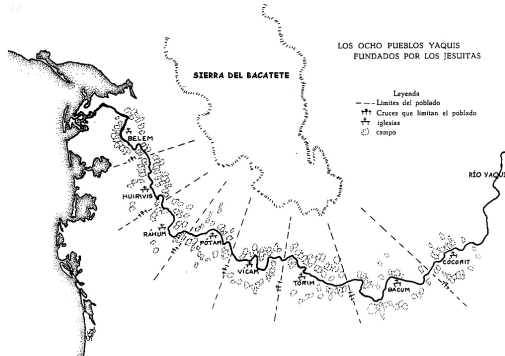 LOS OCHO PUEBLOS YAQUIS
FUNDADOS POR LOS JESUITAS
SIERRA DEL BACATETE
Leyenda
Límites del poblado
Cruces que limitan el poblado
iglesias
campo
RÍO YAQUI
BELEM
HUIRIVIS
RAHUM
POTAM
VICAM
TORIM
BACUM
COCORIT